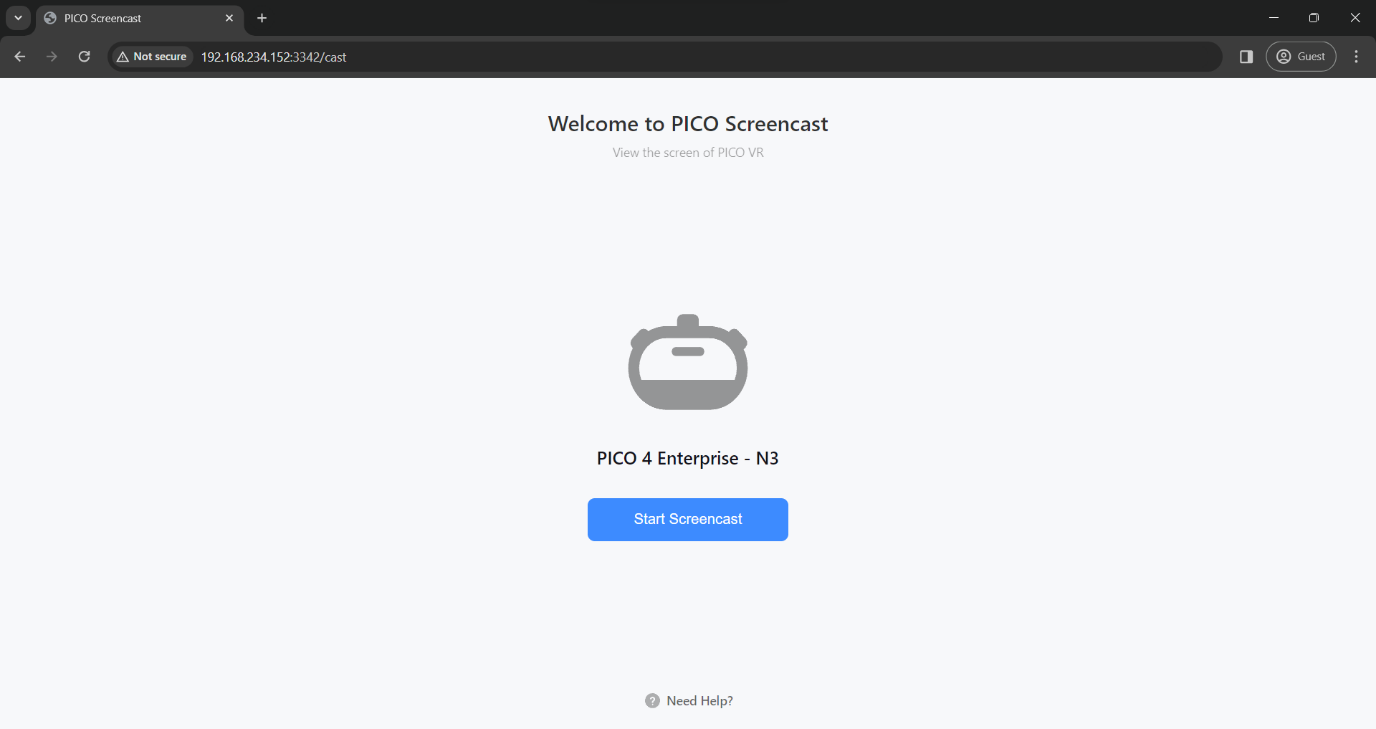 PICO Screencast
Not secure 192.168.234.152:3342/cast Guest
Welcome to PICO Screencast
View the screen of PICO VR
PICO 4 Enterprise - N3
Start Screencast
? Need Help?